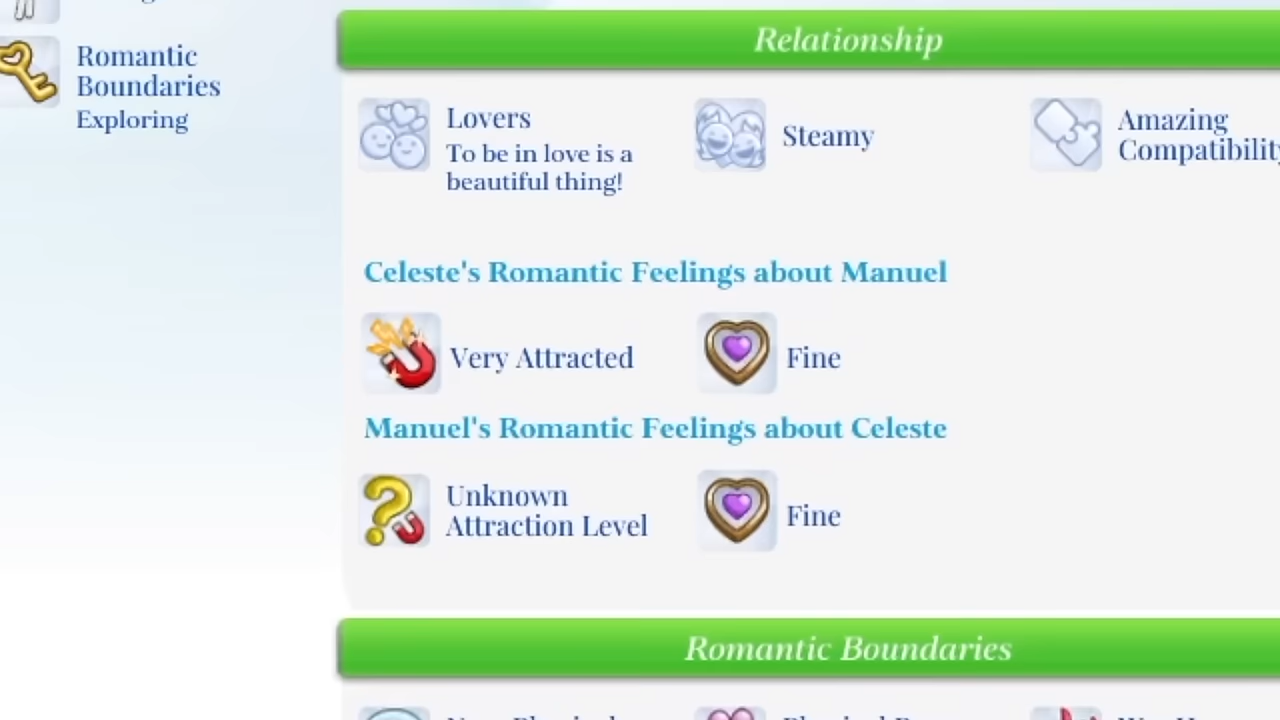 Romantic
Boundaries
Exploring
Relationship
Lovers
To be in love is a
beautiful thing!
Steamy
Amazing
Compatibility
Celeste's Romantic Feelings about Manuel
Very Attracted
Fine
Manuel's Romantic Feelings about Celeste
Unknown
Attraction Level
Fine
Romantic Boundaries